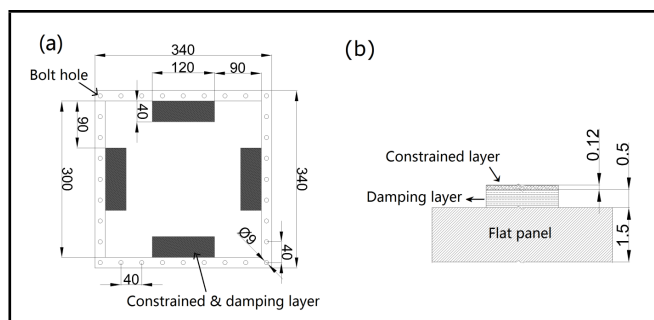 (a)
340
120
90
Bolt hole
40
90
300
340
Ø9
40
40
Constrained & damping layer
(b)
0.12
0.5
Constrained layer
Damping layer
Flat panel
1.5